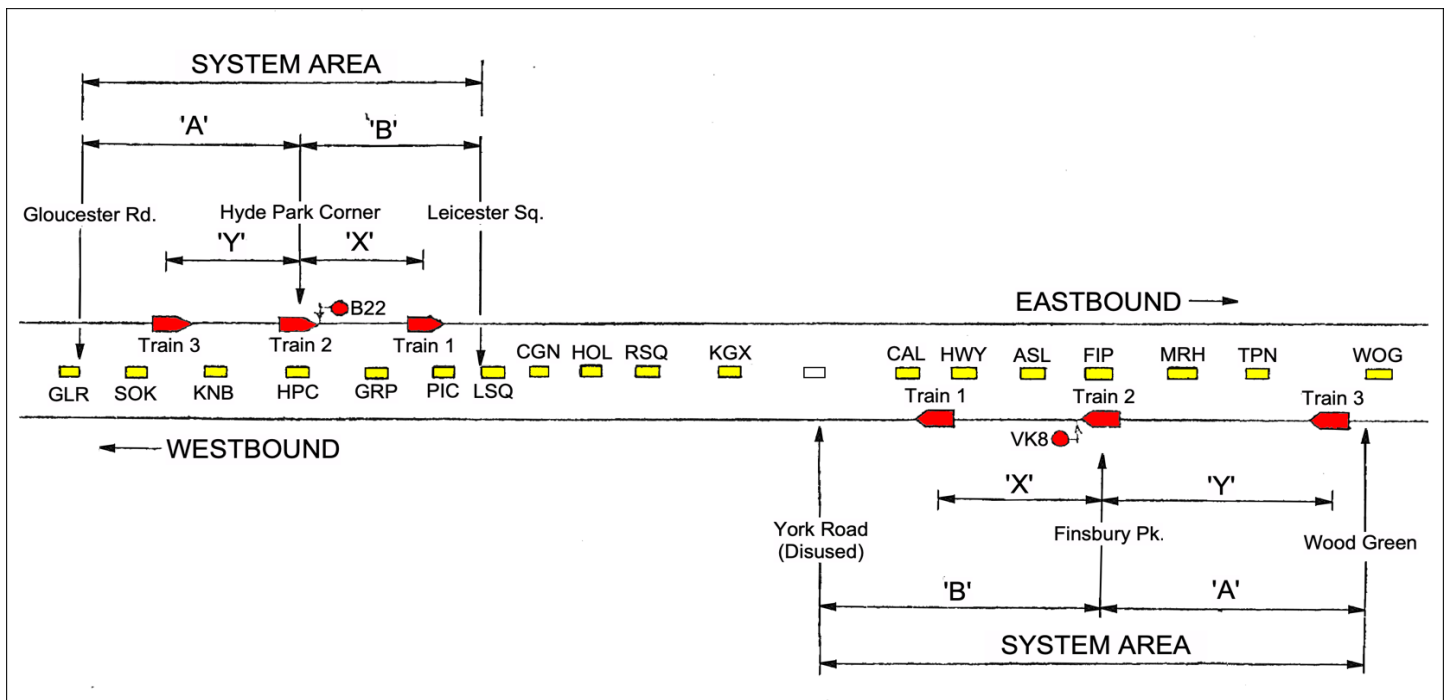 SYSTEM AREA
'A'
'B'
Gloucester Rd.
Hyde Park Corner
Leicester Sq.
'Y'
'X'
B22
EASTBOUND
Train 3
Train 2
Train 1
GLR
SOK
KNB
HPC
GRP
PIC
LSQ
CGN
HOL
RSQ
KGX
CAL
HWY
ASL
FIP
MRH
TPN
WOG
Train 1
Train 2
Train 3
WESTBOUND
VK8
'X'
'Y'
York Road
(Disused)
Finsbury Pk.
Wood Green
'B'
'A'
SYSTEM AREA